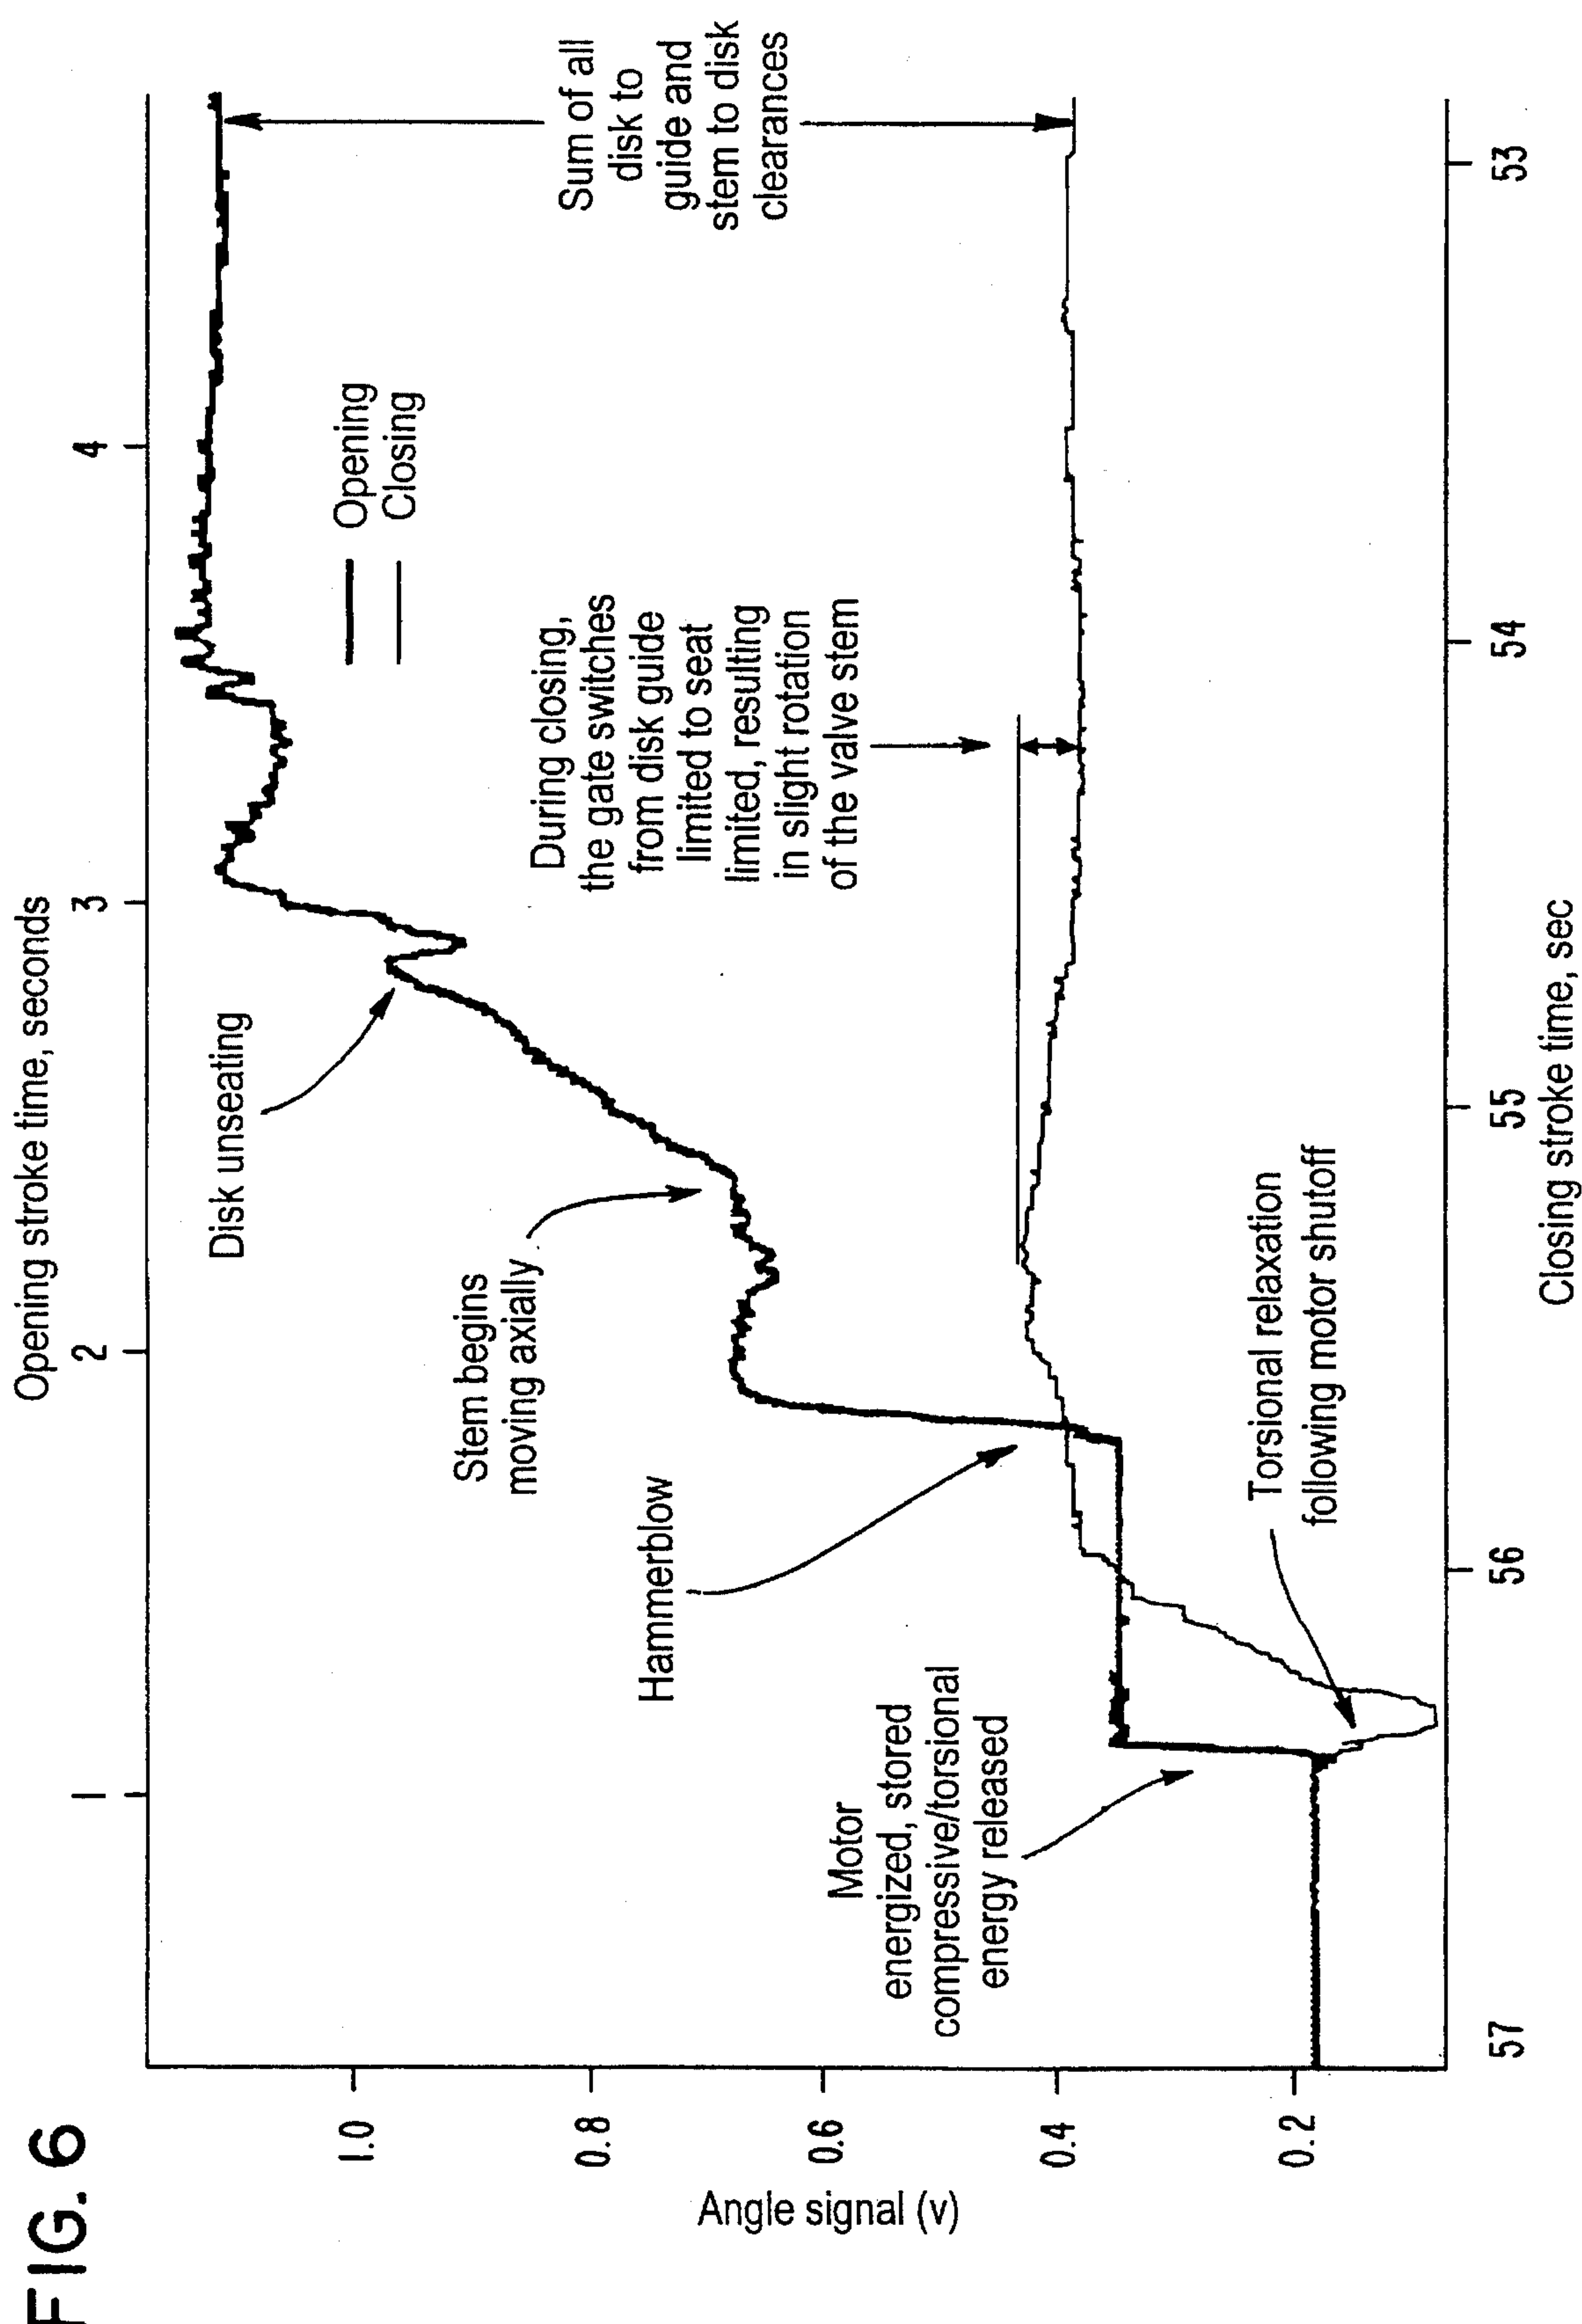 FIG. 6
Opening stroke time, seconds
1
2
3
4
Disk unseating
Opening
Closing
Stem begins
moving axially
Hammerblow
During closing,
the gate switches
from disk guide
limited to seat
limited, resulting
in slight rotation
of the valve stem
Sum of all
disk to
guide and
stem to disk
clearances
Motor
energized, stored
compressive/torsional
energy released
Torsional relaxation
following motor shutoff
Angle signal (v)
1.0
0.8
0.6
0.4
0.2
57
56
55
54
53
Closing stroke time, sec